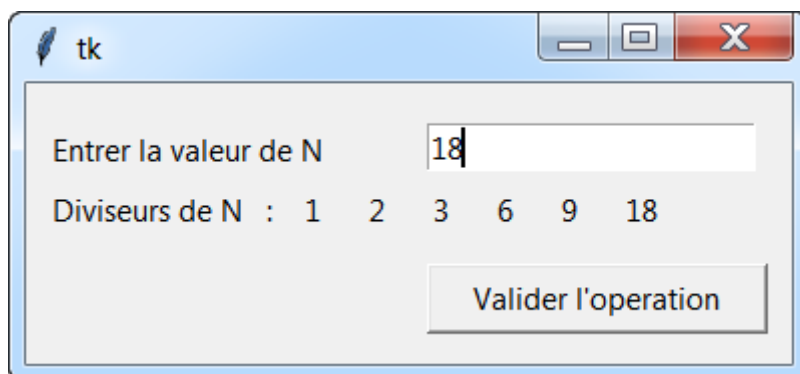 tk
Entrer la valeur de N 18
Diviseurs de N : 1 2 3 6 9 18
Valider l'operation